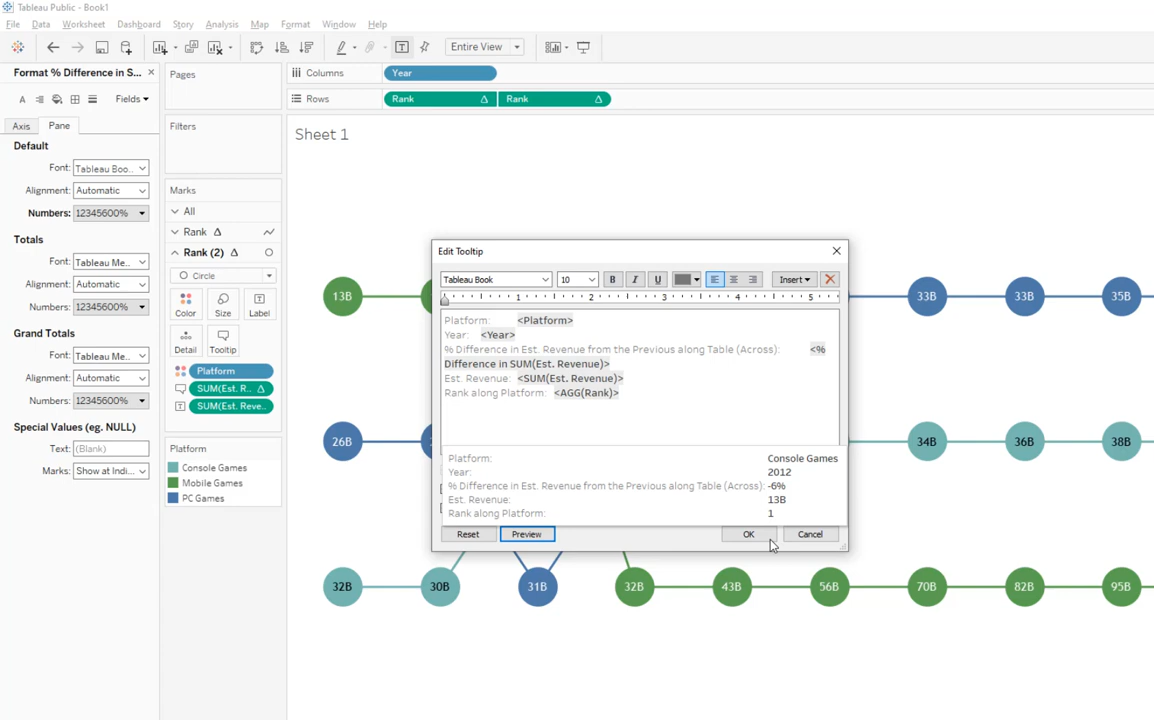 Tableau Public - Book1
File Data Worksheet Dashboard Story Analysis Map Format Window Help
Entire View
Format % Difference in S...
Fields
Axis Pane
Default
Font: Tableau Boo..
Alignment: Automatic
Numbers: 12345600%
Totals
Font: Tableau Me..
Alignment: Automatic
Numbers: 12345600%
Grand Totals
Font: Tableau Me..
Alignment: Automatic
Numbers: 12345600%
Special Values (eg. NULL)
Text: (Blank)
Marks: Show at Indi..
Pages
Filters
Marks
All
Rank
Rank (2)
Circle
Color Size Label
Detail Tooltip
Platform
SUM(Est. R..
SUM(Est. Reve..
Platform
Console Games
Mobile Games
PC Games
Columns Year
Rows Rank Rank
Sheet 1
13B 33B 33B 35B
26B 34B 36B 38B
32B 30B 31B 32B 43B 56B 70B 82B 95B
Edit Tooltip
Tableau Book 10 B I U Insert
1 2 3 4 5
Platform: <Platform>
Year: <Year>
% Difference in Est. Revenue from the Previous along Table (Across): <%
Difference in SUM(Est. Revenue)>
Est. Revenue: <SUM(Est. Revenue)>
Rank along Platform: <AGG(Rank)>
Platform: Console Games
Year: 2012
% Difference in Est. Revenue from the Previous along Table (Across): -6%
Est. Revenue: 13B
Rank along Platform: 1
Reset Preview OK Cancel